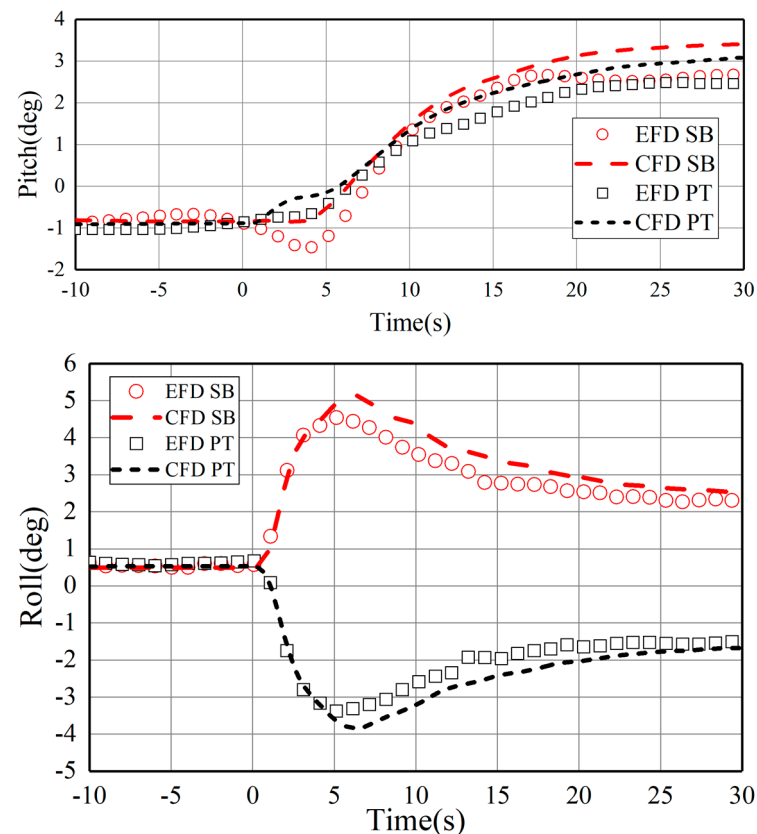 4
3
2
1
0
-1
-2
Pitch(deg)
EFD SB
CFD SB
EFD PT
CFD PT
-10 -5 0 5 10 15 20 25 30
Time(s)
6
5
4
3
2
1
0
-1
-2
-3
-4
-5
Roll(deg)
EFD SB
CFD SB
EFD PT
CFD PT
-10 -5 0 5 10 15 20 25 30
Time(s)